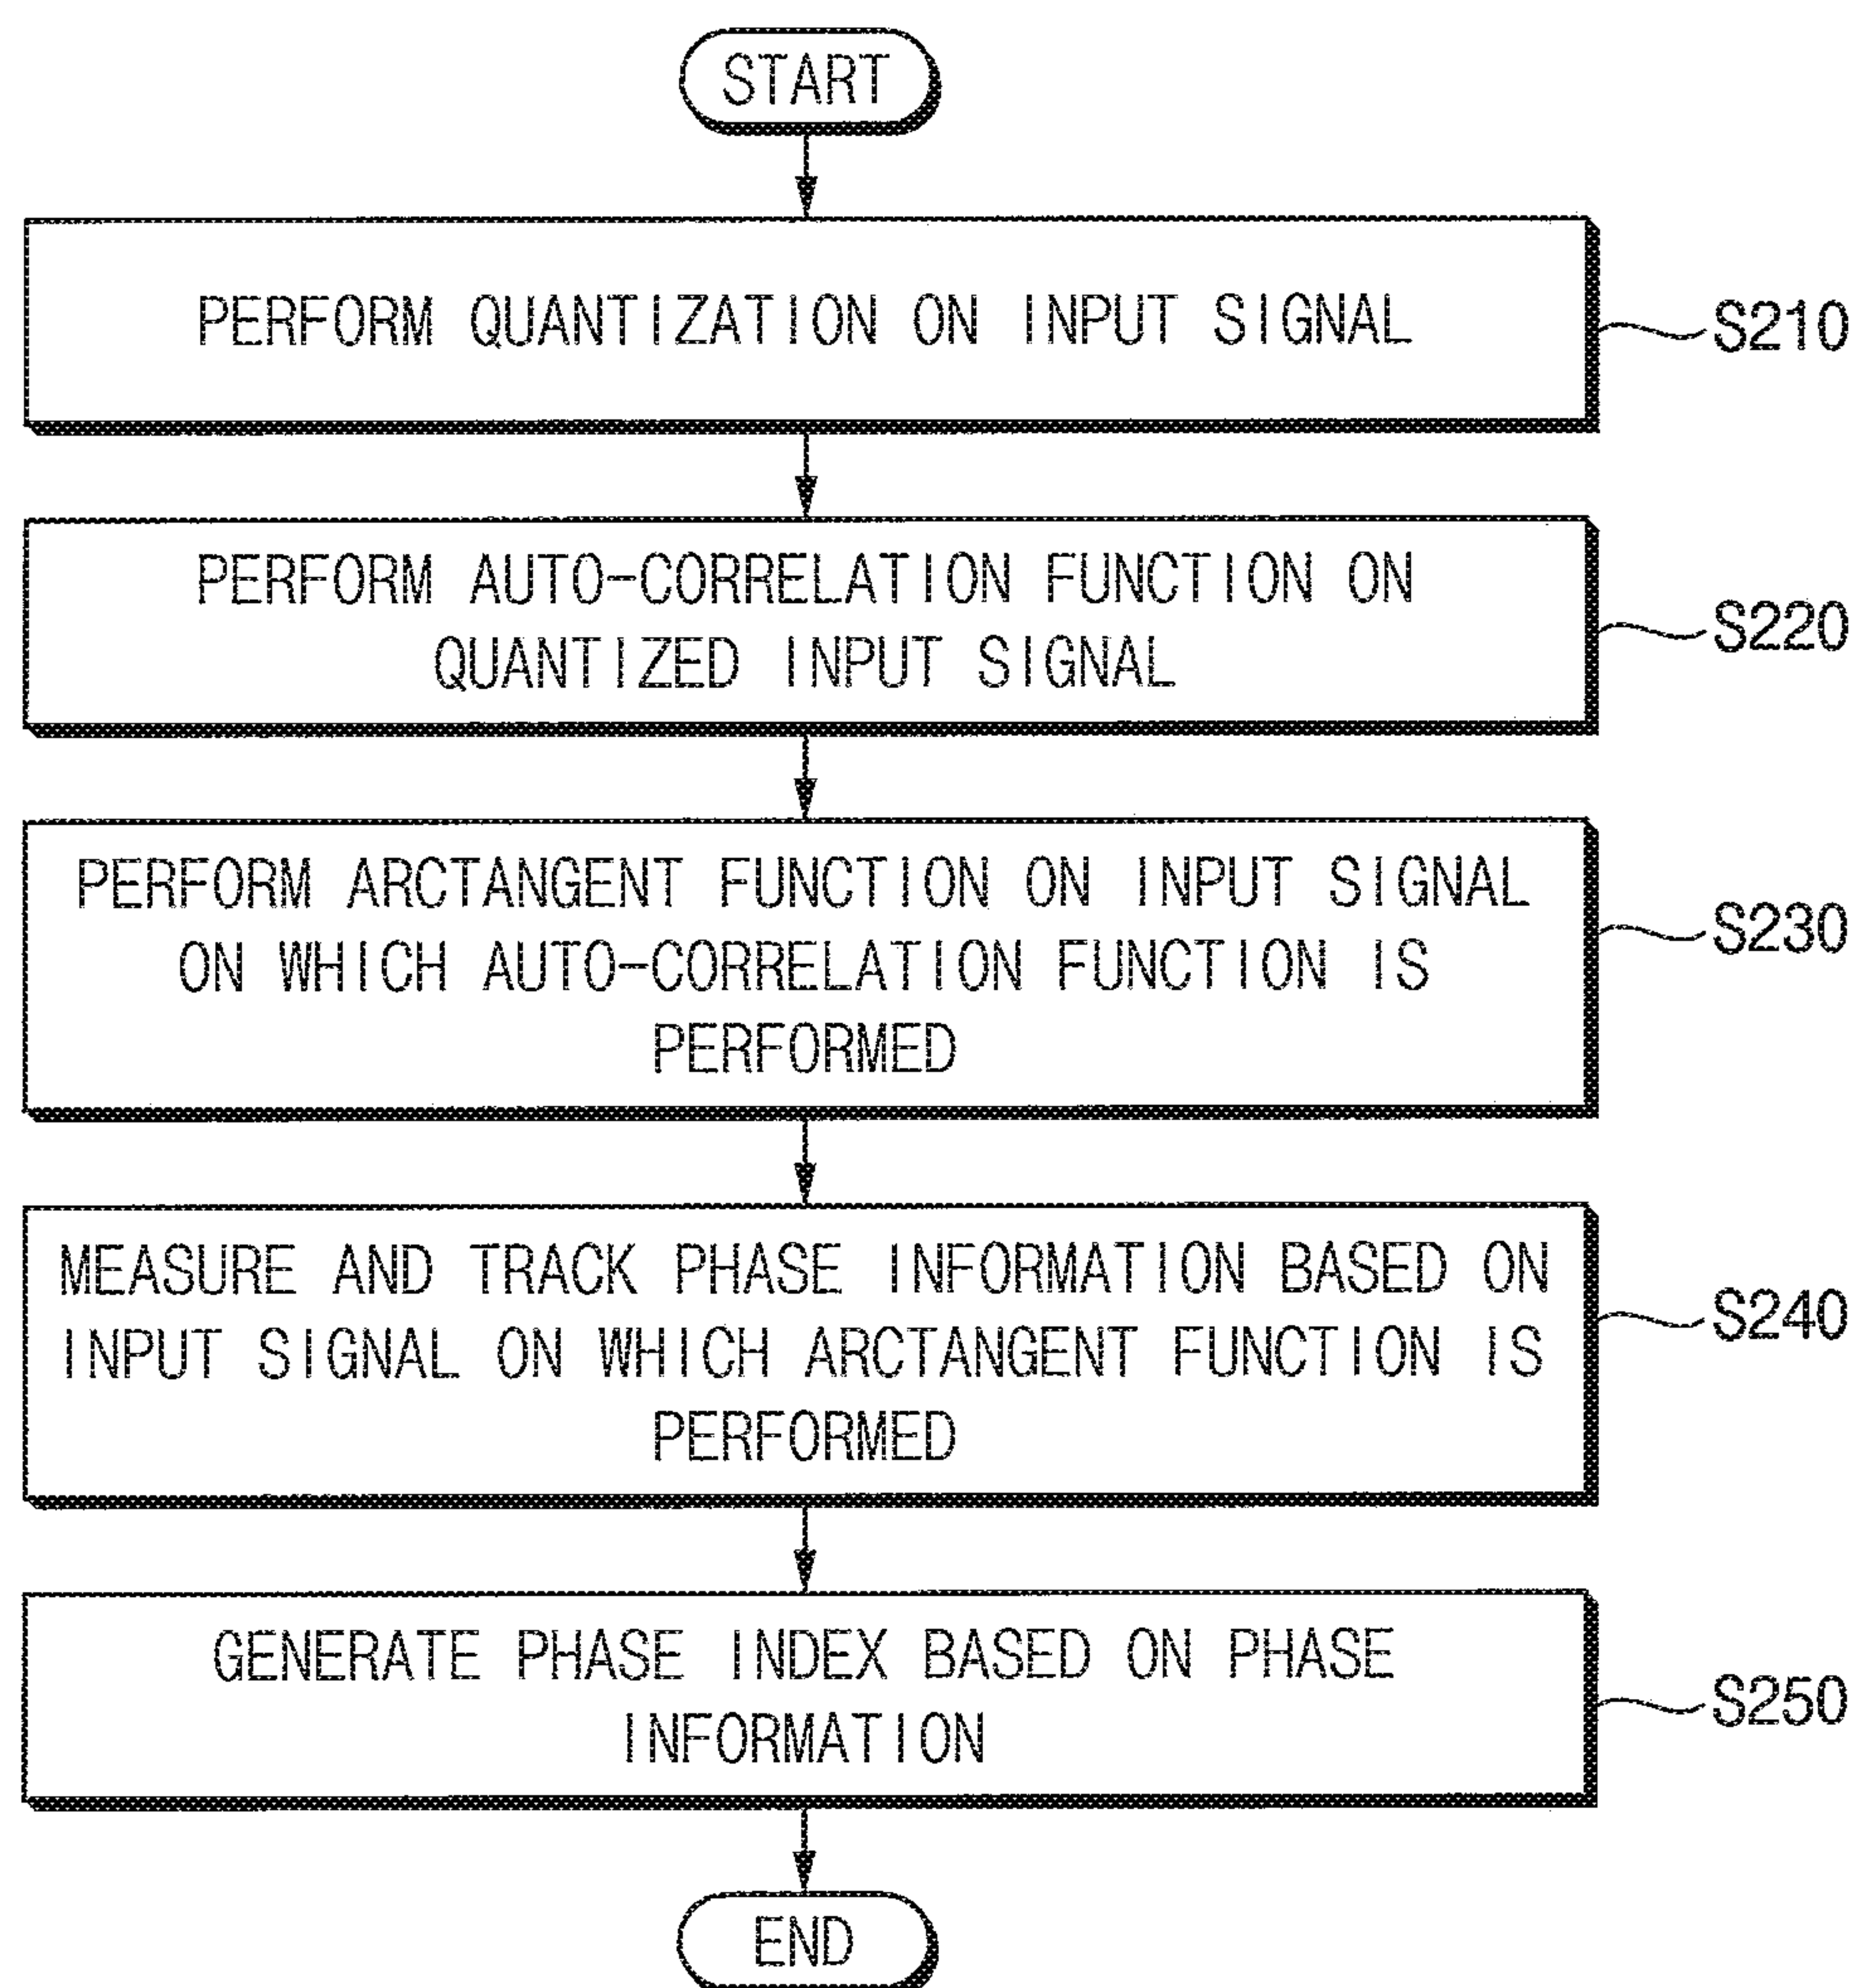 START
PERFORM QUANTIZATION ON INPUT SIGNAL
S210
PERFORM AUTO-CORRELATION FUNCTION ON
QUANTIZED INPUT SIGNAL
S220
PERFORM ARCTANGENT FUNCTION ON INPUT SIGNAL
ON WHICH AUTO-CORRELATION FUNCTION IS
PERFORMED
S230
MEASURE AND TRACK PHASE INFORMATION BASED ON
INPUT SIGNAL ON WHICH ARCTANGENT FUNCTION IS
PERFORMED
S240
GENERATE PHASE INDEX BASED ON PHASE
INFORMATION
S250
END